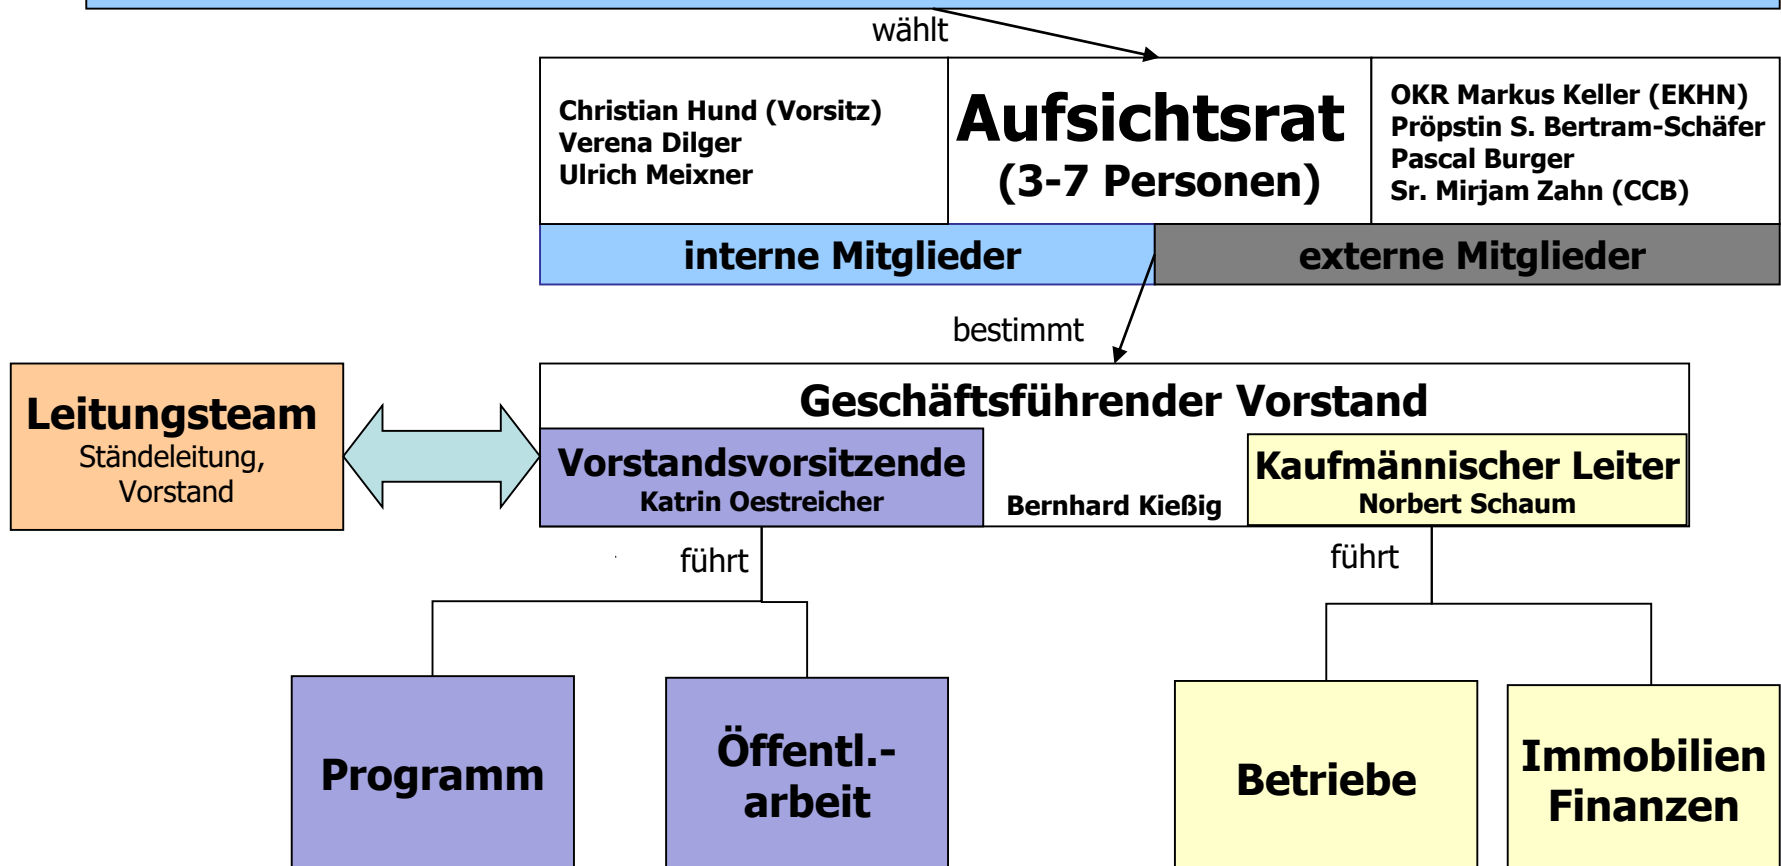 wählt
Christian Hund (Vorsitz)
Verena Dilger
Ulrich Meixner
Aufsichtsrat
(3-7 Personen)
OKR Markus Keller (EKHN)
Pröpstin S. Bertram-Schäfer
Pascal Burger
Sr. Mirjam Zahn (CCB)
interne Mitglieder
externe Mitglieder
bestimmt
Leitungsteam
Ständeleitung,
Vorstand
Geschäftsführender Vorstand
Vorstandsvorsitzende
Katrin Oestreicher
Bernhard Kießig
Kaufmännischer Leiter
Norbert Schaum
führt
führt
Programm
Öffentl.-
arbeit
Betriebe
Immobilien
Finanzen